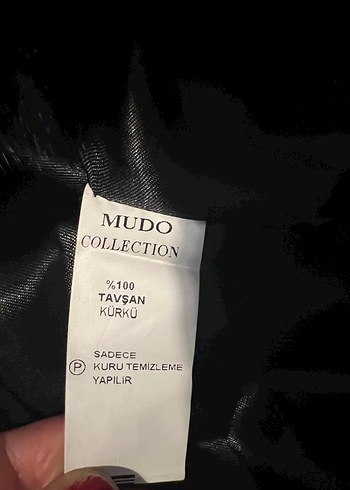 MUDO
COLLECTION
%100
TAVŞAN
KÜRKÜ
SADECE
Ⓟ KURU TEMİZLEME
YAPILIR